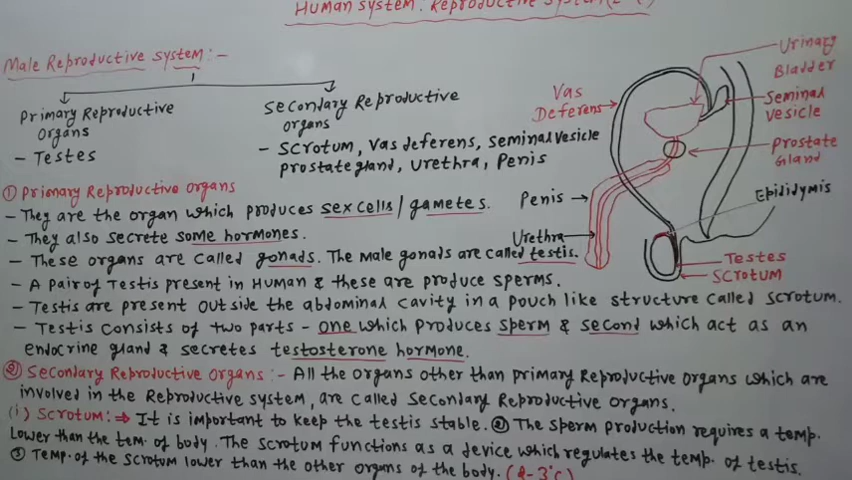 Human System: Reproductive System (
Male Reproductive system :-
Primary Reproductive
organs
- Testes
Secondary Reproductive
organs
- Scrotum, Vas deferens, Seminal vesicle
prostate gland, Urethra, Penis
Vas
Deferens
Urinary
Bladder
Seminal
Vesicle
Prostate
Gland
Epididymis
Penis
Urethra
Testes
Scrotum
① Primary Reproductive organs
- They are the organ which produces sex cells / gametes.
- They also secrete some hormones.
- These organs are called gonads. The male gonads are called testis.
- A pair of Testis present in Human & these are produce sperms.
- Testis are present outside the abdominal cavity in a pouch like structure called scrotum.
- Testis consists of two parts - one which produces sperm & second which act as an
endocrine gland & secretes testosterone hormone.
② Secondary Reproductive organs :- All the organs other than primary Reproductive organs which are
involved in the Reproductive system, are called Secondary Reproductive organs.
(i) Scrotum: ⇒ It is important to keep the testis stable. ② The sperm production requires a temp.
lower than the tem. of body. The scrotum functions as a device which regulates the temp. of testis.
③ Temp. of the scrotum lower than the other organs of the body. (2-3°C)